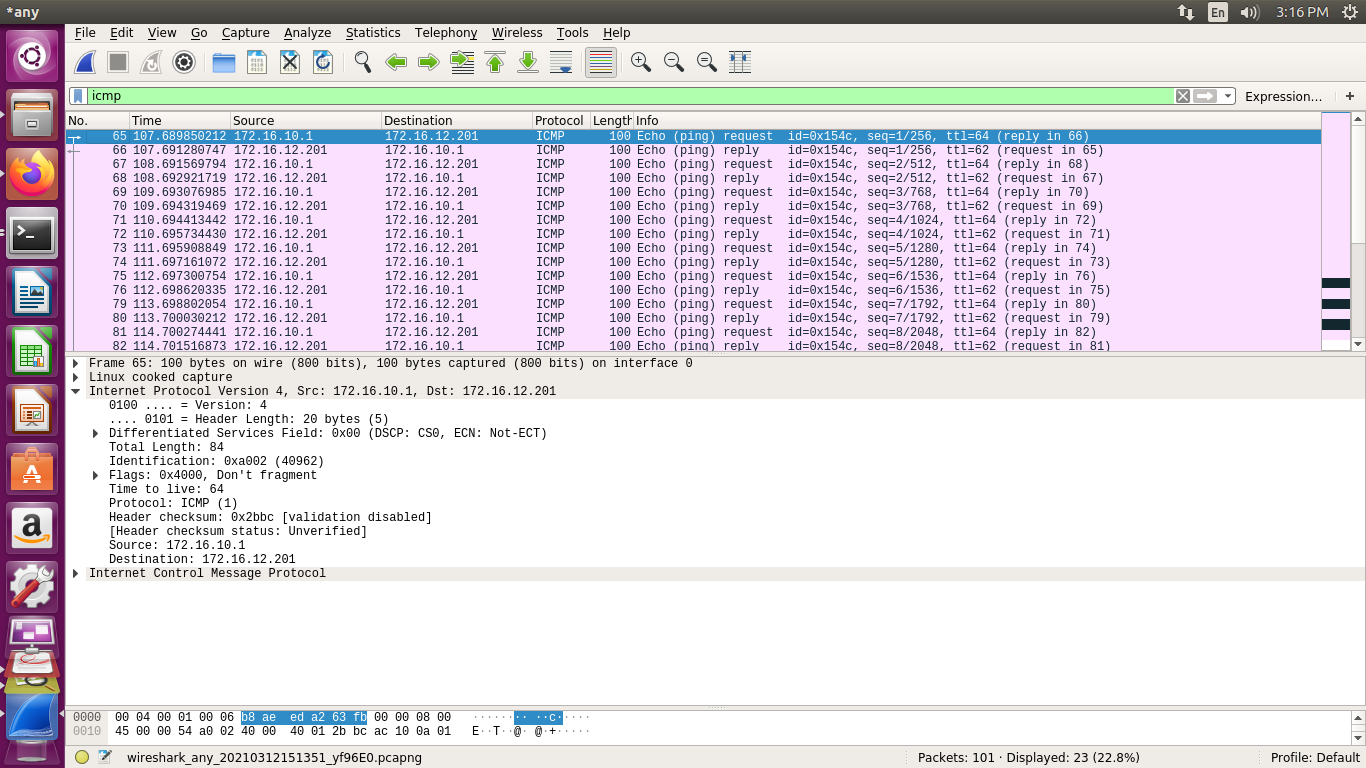 *any
En
3:16 PM
File Edit View Go Capture Analyze Statistics Telephony Wireless Tools Help
icmp
Expression…
+
No. Time Source Destination Protocol Length Info
65 107.689850212 172.16.10.1 172.16.12.201 ICMP 100 Echo (ping) request id=0x154c, seq=1/256, ttl=64 (reply in 66)
66 107.691280747 172.16.12.201 172.16.10.1 ICMP 100 Echo (ping) reply id=0x154c, seq=1/256, ttl=62 (request in 65)
67 108.691569794 172.16.10.1 172.16.12.201 ICMP 100 Echo (ping) request id=0x154c, seq=2/512, ttl=64 (reply in 68)
68 108.692921719 172.16.12.201 172.16.10.1 ICMP 100 Echo (ping) reply id=0x154c, seq=2/512, ttl=62 (request in 67)
69 109.693076985 172.16.10.1 172.16.12.201 ICMP 100 Echo (ping) request id=0x154c, seq=3/768, ttl=64 (reply in 70)
70 109.694319469 172.16.12.201 172.16.10.1 ICMP 100 Echo (ping) reply id=0x154c, seq=3/768, ttl=62 (request in 69)
71 110.694413442 172.16.10.1 172.16.12.201 ICMP 100 Echo (ping) request id=0x154c, seq=4/1024, ttl=64 (reply in 72)
72 110.695734430 172.16.12.201 172.16.10.1 ICMP 100 Echo (ping) reply id=0x154c, seq=4/1024, ttl=62 (request in 71)
73 111.695908849 172.16.10.1 172.16.12.201 ICMP 100 Echo (ping) request id=0x154c, seq=5/1280, ttl=64 (reply in 74)
74 111.697161072 172.16.12.201 172.16.10.1 ICMP 100 Echo (ping) reply id=0x154c, seq=5/1280, ttl=62 (request in 73)
75 112.697300754 172.16.10.1 172.16.12.201 ICMP 100 Echo (ping) request id=0x154c, seq=6/1536, ttl=64 (reply in 76)
76 112.698620335 172.16.12.201 172.16.10.1 ICMP 100 Echo (ping) reply id=0x154c, seq=6/1536, ttl=62 (request in 75)
79 113.698802054 172.16.10.1 172.16.12.201 ICMP 100 Echo (ping) request id=0x154c, seq=7/1792, ttl=64 (reply in 80)
80 113.700030212 172.16.12.201 172.16.10.1 ICMP 100 Echo (ping) reply id=0x154c, seq=7/1792, ttl=62 (request in 79)
81 114.700274441 172.16.10.1 172.16.12.201 ICMP 100 Echo (ping) request id=0x154c, seq=8/2048, ttl=64 (reply in 82)
82 114.701516873 172.16.12.201 172.16.10.1 ICMP 100 Echo (ping) reply id=0x154c, seq=8/2048, ttl=62 (request in 81)
Frame 65: 100 bytes on wire (800 bits), 100 bytes captured (800 bits) on interface 0
Linux cooked capture
Internet Protocol Version 4, Src: 172.16.10.1, Dst: 172.16.12.201
0100 .... = Version: 4
.... 0101 = Header Length: 20 bytes (5)
Differentiated Services Field: 0x00 (DSCP: CS0, ECN: Not-ECT)
Total Length: 84
Identification: 0xa002 (40962)
Flags: 0x4000, Don't fragment
Time to live: 64
Protocol: ICMP (1)
Header checksum: 0x2bbc [validation disabled]
[Header checksum status: Unverified]
Source: 172.16.10.1
Destination: 172.16.12.201
Internet Control Message Protocol
0000 00 04 00 01 00 06 b8 ae ed a2 63 fb 00 00 08 00 ········ ··c·····
0010 45 00 00 54 a0 02 40 00 40 01 2b bc ac 10 0a 01 E··T··@· @·+·····
wireshark_any_20210312151351_yf96E0.pcapng
Packets: 101 · Displayed: 23 (22.8%)
Profile: Default